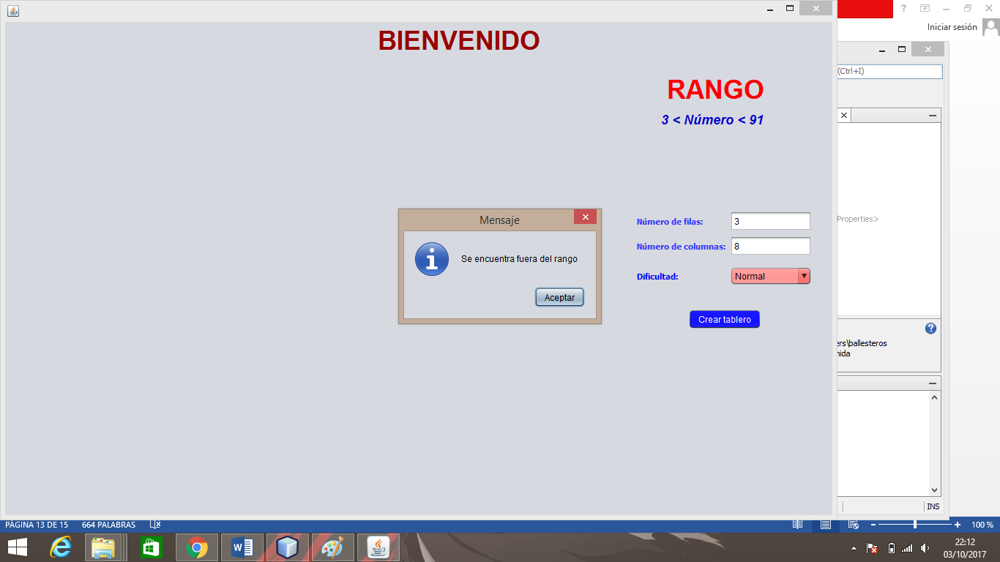 Iniciar sesión
BIENVENIDO
(Ctrl+I)
RANGO
3 < Número < 91
Mensaje
Se encuentra fuera del rango
Aceptar
Número de filas: 3
Número de columnas: 8
Dificultad: Normal
Crear tablero
Properties>
ers\ballesteros
nida
INS
PÁGINA 13 DE 15 664 PALABRAS 100 %
22:12
03/10/2017